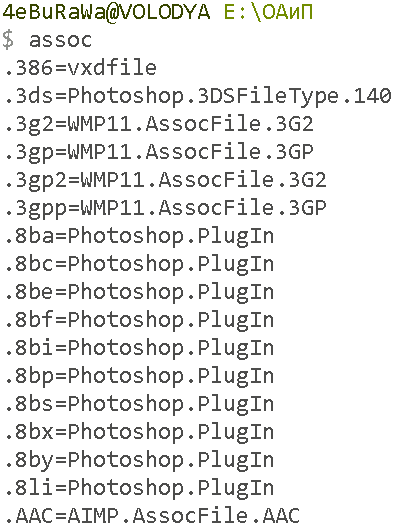 4eBuRaWa@VOLODYA E:\ОАиП
$ assoc
.386=vxdfile
.3ds=Photoshop.3DSFileType.140
.3g2=WMP11.AssocFile.3G2
.3gp=WMP11.AssocFile.3GP
.3gp2=WMP11.AssocFile.3G2
.3gpp=WMP11.AssocFile.3GP
.8ba=Photoshop.PlugIn
.8bc=Photoshop.PlugIn
.8be=Photoshop.PlugIn
.8bf=Photoshop.PlugIn
.8bi=Photoshop.PlugIn
.8bp=Photoshop.PlugIn
.8bs=Photoshop.PlugIn
.8bx=Photoshop.PlugIn
.8by=Photoshop.PlugIn
.8li=Photoshop.PlugIn
.AAC=AIMP.AssocFile.AAC